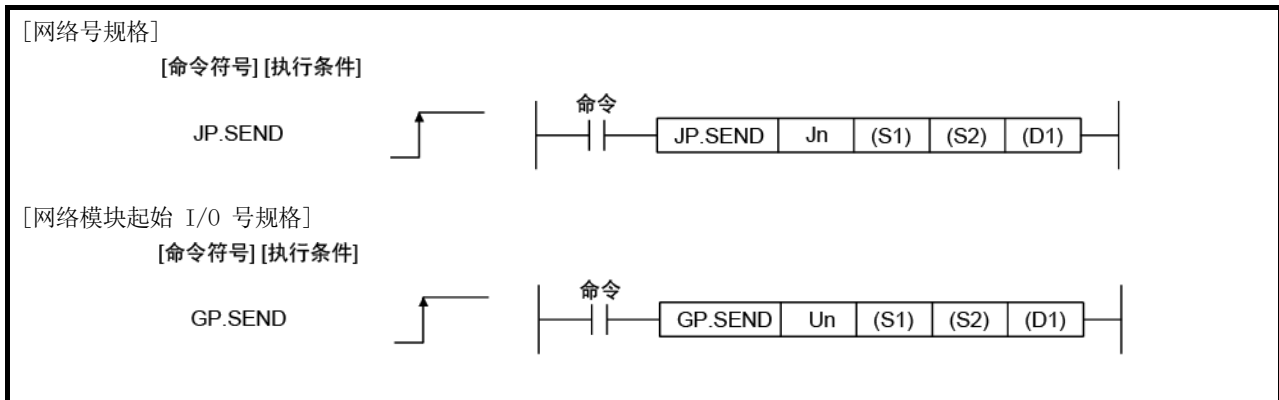 [网络号规格]
[命令符号] [执行条件]
命令
JP.SEND JP.SEND Jn (S1) (S2) (D1)
[网络模块起始 I/O 号规格]
[命令符号] [执行条件]
命令
GP.SEND GP.SEND Un (S1) (S2) (D1)